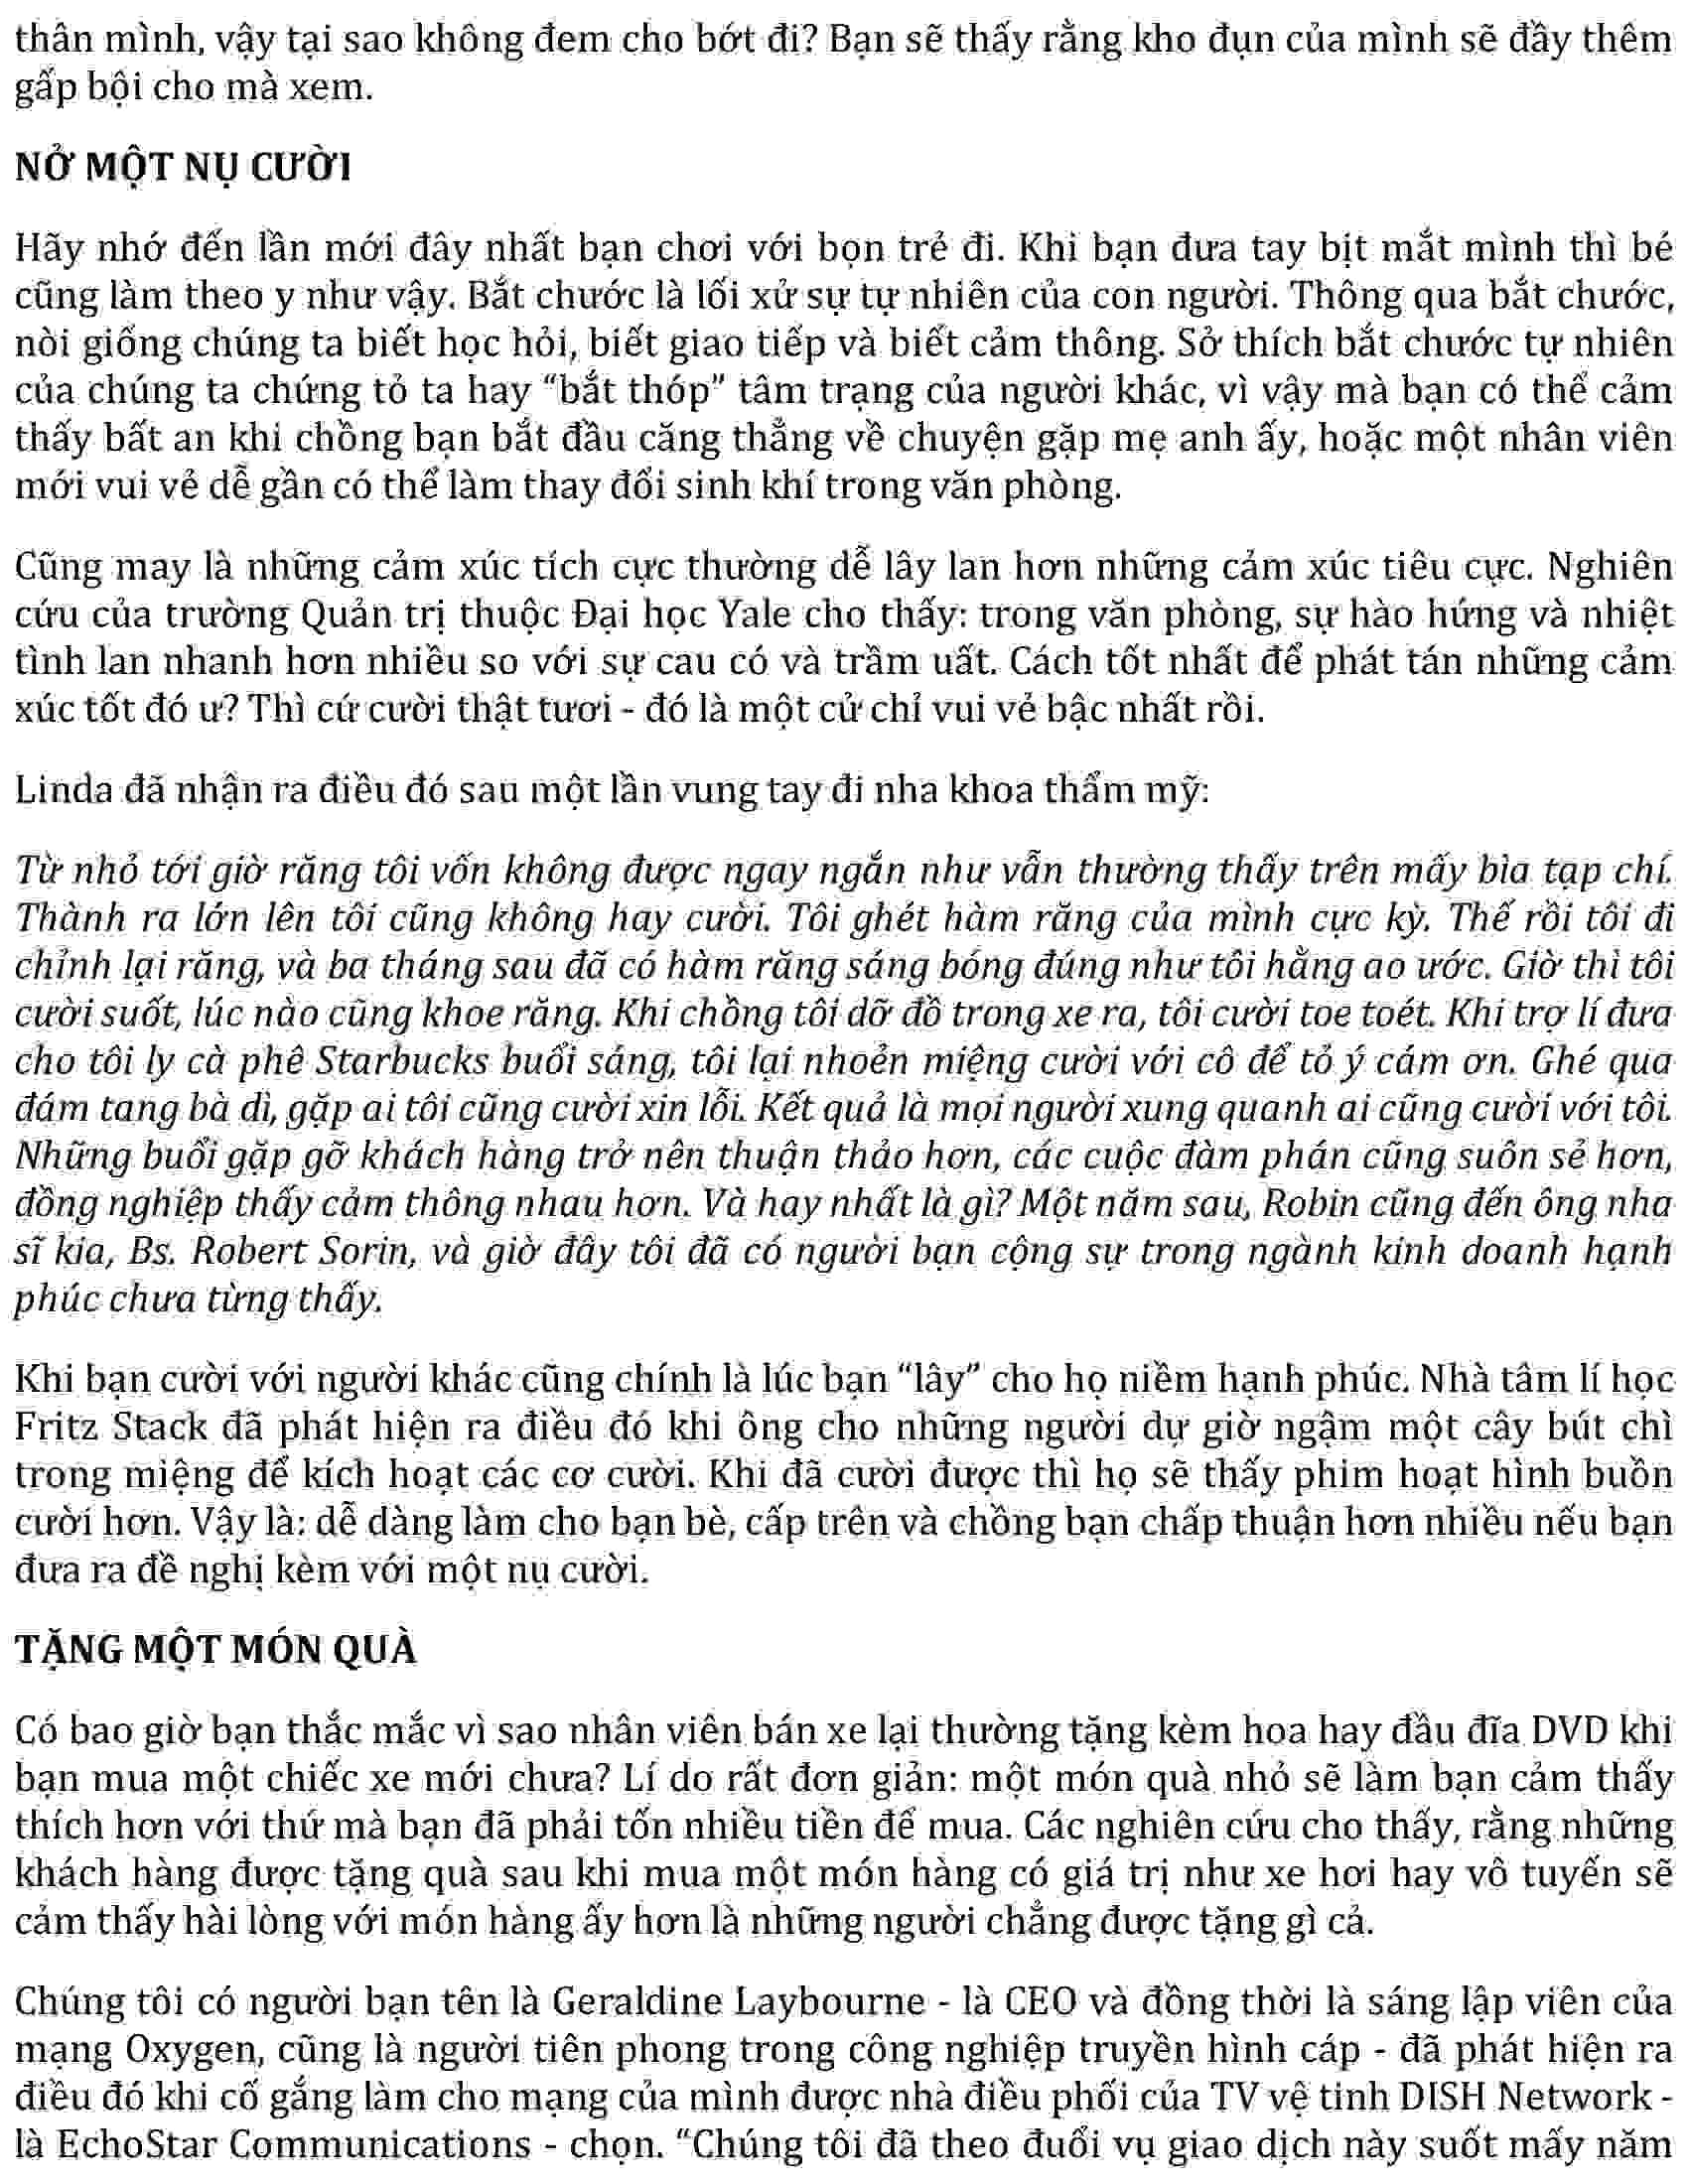 thân mình, vậy tại sao không đem cho bớt đi? Bạn sẽ thấy rằng kho đụn của mình sẽ đầy thêm
gấp bội cho mà xem.
NỞ MỘT NỤ CƯỜI
Hãy nhớ đến lần mới đây nhất bạn chơi với bọn trẻ đi. Khi bạn đưa tay bịt mắt mình thì bé
cũng làm theo y như vậy. Bắt chước là lối xử sự tự nhiên của con người. Thông qua bắt chước,
nòi giống chúng ta biết học hỏi, biết giao tiếp và biết cảm thông. Sở thích bắt chước tự nhiên
của chúng ta chứng tỏ ta hay “bắt thóp” tâm trạng của người khác, vì vậy mà bạn có thể cảm
thấy bất an khi chồng bạn bắt đầu căng thẳng về chuyện gặp mẹ anh ấy, hoặc một nhân viên
mới vui vẻ dễ gần có thể làm thay đổi sinh khí trong văn phòng.
Cũng may là những cảm xúc tích cực thường dễ lây lan hơn những cảm xúc tiêu cực. Nghiên
cứu của trường Quản trị thuộc Đại học Yale cho thấy: trong văn phòng, sự hào hứng và nhiệt
tình lan nhanh hơn nhiều so với sự cau có và trầm uất. Cách tốt nhất để phát tán những cảm
xúc tốt đó ư? Thì cứ cười thật tươi - đó là một cử chỉ vui vẻ bậc nhất rồi.
Linda đã nhận ra điều đó sau một lần vung tay đi nha khoa thẩm mỹ:
Từ nhỏ tới giờ răng tôi vốn không được ngay ngắn như vẫn thường thấy trên mấy bìa tạp chí.
Thành ra lớn lên tôi cũng không hay cười. Tôi ghét hàm răng của mình cực kỳ. Thế rồi tôi đi
chỉnh lại răng, và ba tháng sau đã có hàm răng sáng bóng đúng như tôi hằng ao ước. Giờ thì tôi
cười suốt, lúc nào cũng khoe răng. Khi chồng tôi dỡ đồ trong xe ra, tôi cười toe toét. Khi trợ lí đưa
cho tôi ly cà phê Starbucks buổi sáng, tôi lại nhoẻn miệng cười với cô để tỏ ý cám ơn. Ghé qua
đám tang bà dì, gặp ai tôi cũng cười xin lỗi. Kết quả là mọi người xung quanh ai cũng cười với tôi.
Những buổi gặp gỡ khách hàng trở nên thuận thảo hơn, các cuộc đàm phán cũng suôn sẻ hơn,
đồng nghiệp thấy cảm thông nhau hơn. Và hay nhất là gì? Một năm sau, Robin cũng đến ông nha
sĩ kia, Bs. Robert Sorin, và giờ đây tôi đã có người bạn cộng sự trong ngành kinh doanh hạnh
phúc chưa từng thấy.
Khi bạn cười với người khác cũng chính là lúc bạn “lây” cho họ niềm hạnh phúc. Nhà tâm lí học
Fritz Stack đã phát hiện ra điều đó khi ông cho những người dự giờ ngậm một cây bút chì
trong miệng để kích hoạt các cơ cười. Khi đã cười được thì họ sẽ thấy phim hoạt hình buồn
cười hơn. Vậy là: dễ dàng làm cho bạn bè, cấp trên và chồng bạn chấp thuận hơn nhiều nếu bạn
đưa ra đề nghị kèm với một nụ cười.
TẶNG MỘT MÓN QUÀ
Có bao giờ bạn thắc mắc vì sao nhân viên bán xe lại thường tặng kèm hoa hay đầu đĩa DVD khi
bạn mua một chiếc xe mới chưa? Lí do rất đơn giản: một món quà nhỏ sẽ làm bạn cảm thấy
thích hơn với thứ mà bạn đã phải tốn nhiều tiền để mua. Các nghiên cứu cho thấy, rằng những
khách hàng được tặng quà sau khi mua một món hàng có giá trị như xe hơi hay vô tuyến sẽ
cảm thấy hài lòng với món hàng ấy hơn là những người chẳng được tặng gì cả.
Chúng tôi có người bạn tên là Geraldine Laybourne - là CEO và đồng thời là sáng lập viên của
mạng Oxygen, cũng là người tiên phong trong công nghiệp truyền hình cáp - đã phát hiện ra
điều đó khi cố gắng làm cho mạng của mình được nhà điều phối của TV vệ tinh DISH Network -
là EchoStar Communications - chọn. “Chúng tôi đã theo đuổi vụ giao dịch này suốt mấy năm